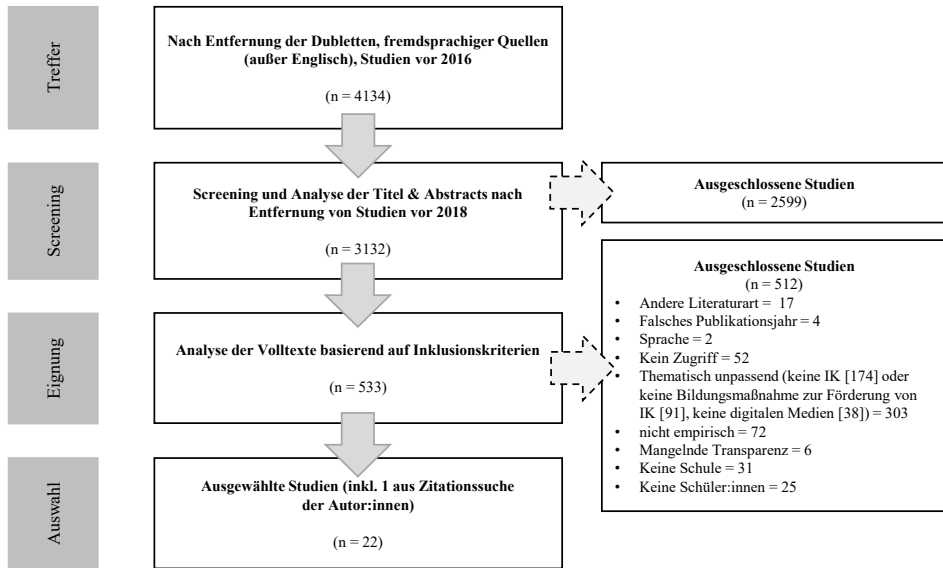 Treffer
Nach Entfernung der Dubletten, fremdsprachiger Quellen
(außer Englisch), Studien vor 2016
(n = 4134)
Screening
Screening und Analyse der Titel & Abstracts nach
Entfernung von Studien vor 2018
(n = 3132)
Ausgeschlossene Studien
(n = 2599)
Eignung
Analyse der Volltexte basierend auf Inklusionskriterien
(n = 533)
Ausgeschlossene Studien
(n = 512)
• Andere Literaturart = 17
• Falsches Publikationsjahr = 4
• Sprache = 2
• Kein Zugriff = 52
• Thematisch unpassend (keine IK [174] oder
keine Bildungsmaßnahme zur Förderung von
IK [91], keine digitalen Medien [38]) = 303
• nicht empirisch = 72
• Mangelnde Transparenz = 6
• Keine Schule = 31
• Keine Schüler:innen = 25
Auswahl
Ausgewählte Studien (inkl. 1 aus Zitationssuche
der Autor:innen)
(n = 22)